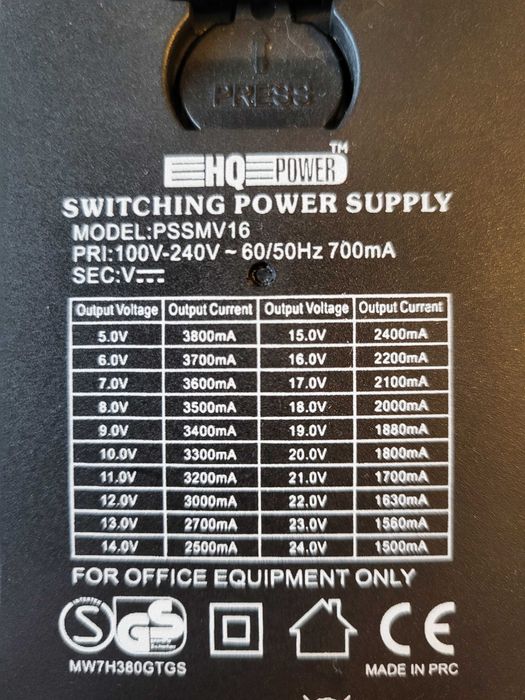 PRESS
HQ POWER™
SWITCHING POWER SUPPLY
MODEL:PSSMV16
PRI:100V-240V ~ 60/50Hz 700mA
SEC:V⎓
Output Voltage Output Current Output Voltage Output Current
5.0V 3800mA 15.0V 2400mA
6.0V 3700mA 16.0V 2200mA
7.0V 3600mA 17.0V 2100mA
8.0V 3500mA 18.0V 2000mA
9.0V 3400mA 19.0V 1880mA
10.0V 3300mA 20.0V 1800mA
11.0V 3200mA 21.0V 1700mA
12.0V 3000mA 22.0V 1630mA
13.0V 2700mA 23.0V 1560mA
14.0V 2500mA 24.0V 1500mA
FOR OFFICE EQUIPMENT ONLY
S GS CE
MW7H380GTGS MADE IN PRC